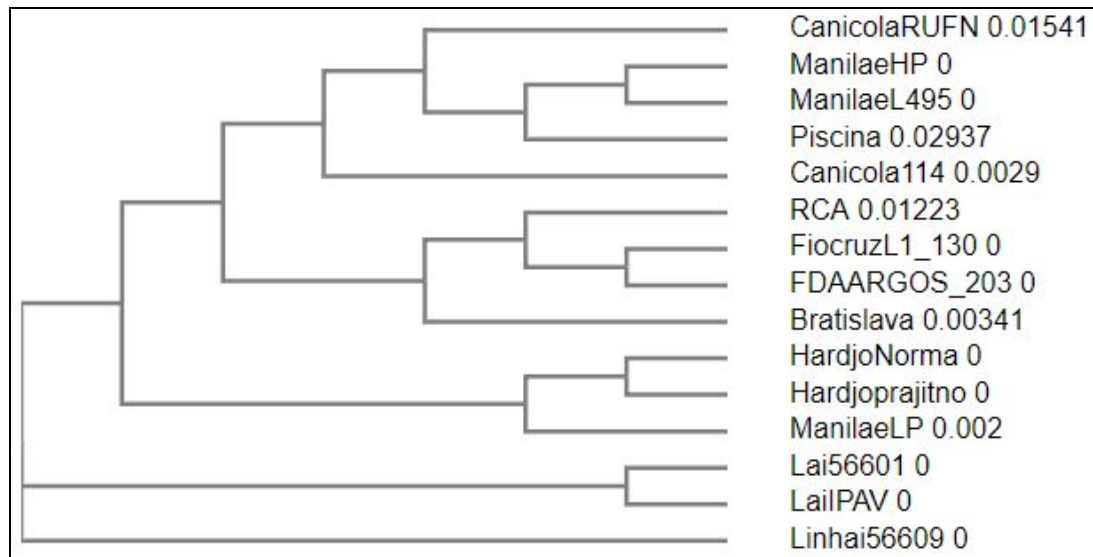 CanicolaRUFN 0.01541
ManilaeHP 0
ManilaeL495 0
Piscina 0.02937
Canicola114 0.0029
RCA 0.01223
FiocruzL1_130 0
FDAARGOS_203 0
Bratislava 0.00341
HardjoNorma 0
Hardjoprajitno 0
ManilaeLP 0.002
Lai56601 0
LaiIPAV 0
Linhai56609 0